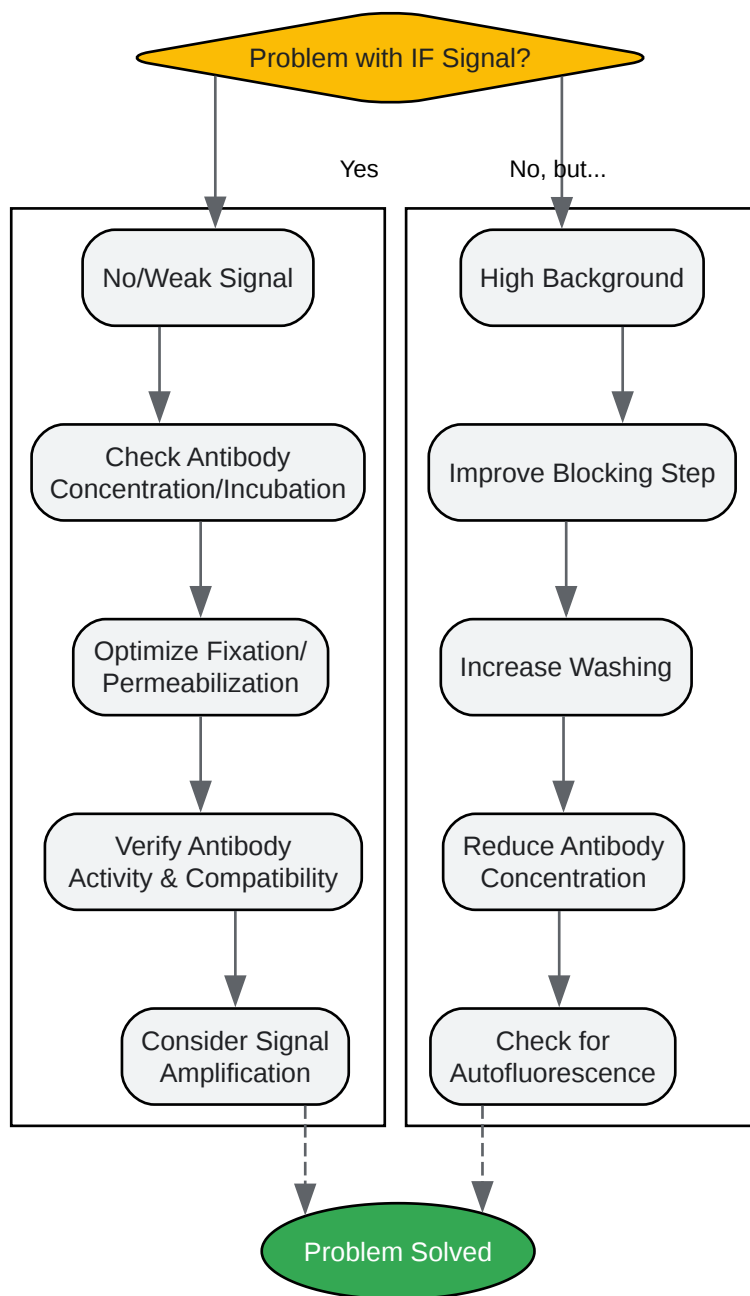 Problem with IF Signal?
Yes
No, but...
No/Weak Signal
Check Antibody
Concentration/Incubation
Optimize Fixation/
Permeabilization
Verify Antibody
Activity & Compatibility
Consider Signal
Amplification
High Background
Improve Blocking Step
Increase Washing
Reduce Antibody
Concentration
Check for
Autofluorescence
Problem Solved